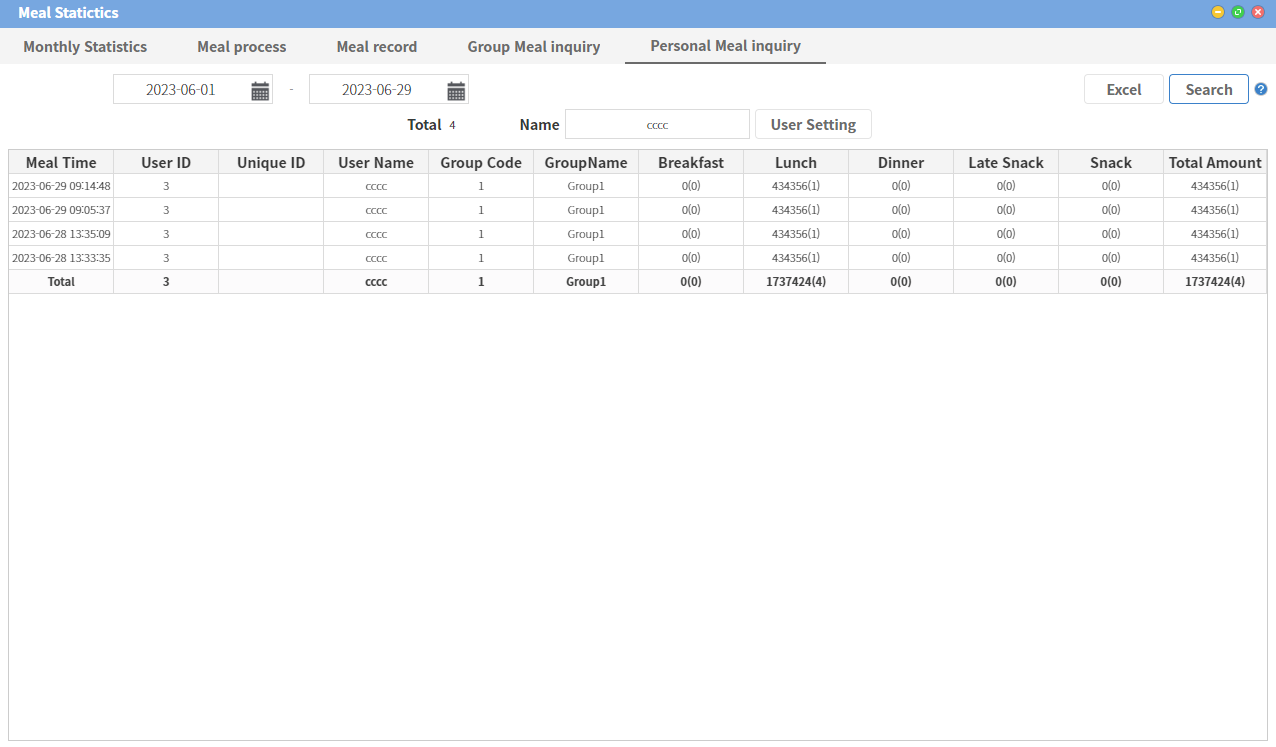 Meal Statictics
Monthly Statistics Meal process Meal record Group Meal inquiry Personal Meal inquiry
2023-06-01 - 2023-06-29 Excel Search ?
Total 4 Name cccc User Setting
Meal Time User ID Unique ID User Name Group Code GroupName Breakfast Lunch Dinner Late Snack Snack Total Amount
2023-06-29 09:14:48 3 cccc 1 Group1 0(0) 434356(1) 0(0) 0(0) 0(0) 434356(1)
2023-06-29 09:05:37 3 cccc 1 Group1 0(0) 434356(1) 0(0) 0(0) 0(0) 434356(1)
2023-06-28 13:35:09 3 cccc 1 Group1 0(0) 434356(1) 0(0) 0(0) 0(0) 434356(1)
2023-06-28 13:33:35 3 cccc 1 Group1 0(0) 434356(1) 0(0) 0(0) 0(0) 434356(1)
Total 3 cccc 1 Group1 0(0) 1737424(4) 0(0) 0(0) 0(0) 1737424(4)